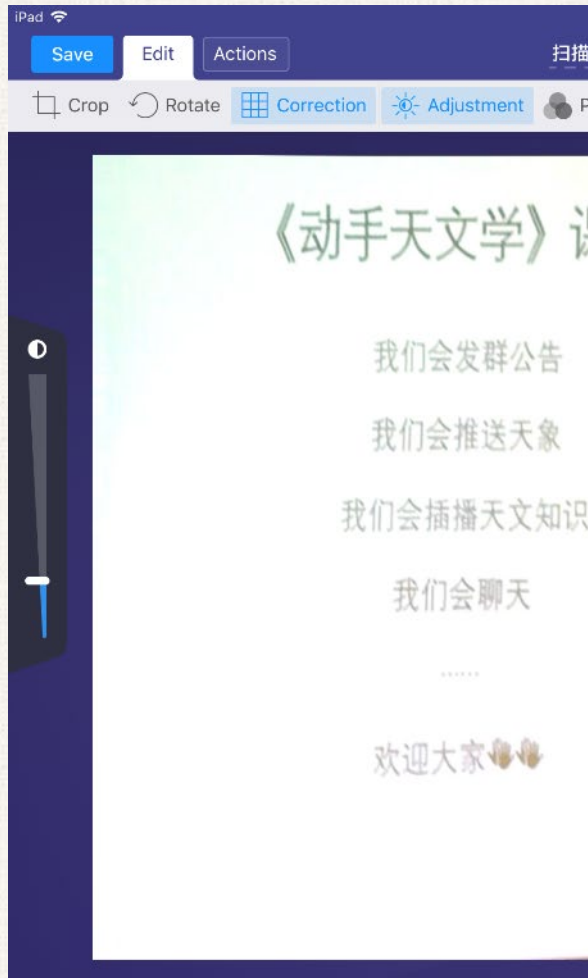 iPad
Save Edit Actions 扫描
Crop Rotate Correction Adjustment P
《动手天文学》课
我们会发群公告
我们会推送天象
我们会插播天文知识
我们会聊天
……
欢迎大家👋👋